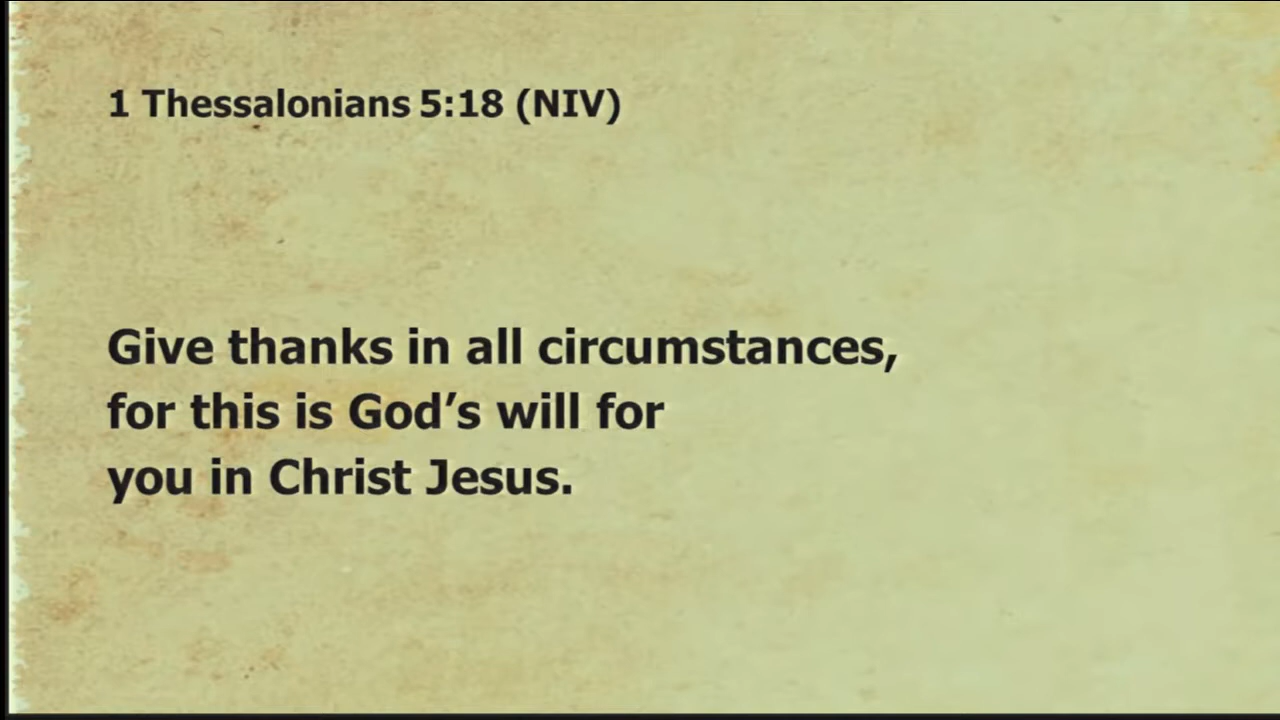 1 Thessalonians 5:18 (NIV)
Give thanks in all circumstances,
for this is God’s will for
you in Christ Jesus.